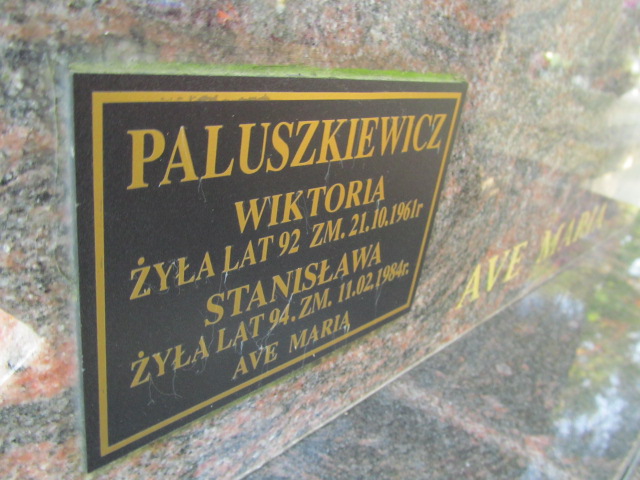 PALUSZKIEWICZ
WIKTORIA
ŻYŁA LAT 92 ZM. 21.10.1961r
STANISŁAWA
ŻYŁA LAT 94. ZM. 11.02.1984r.
AVE MARIA
AVE MARIA